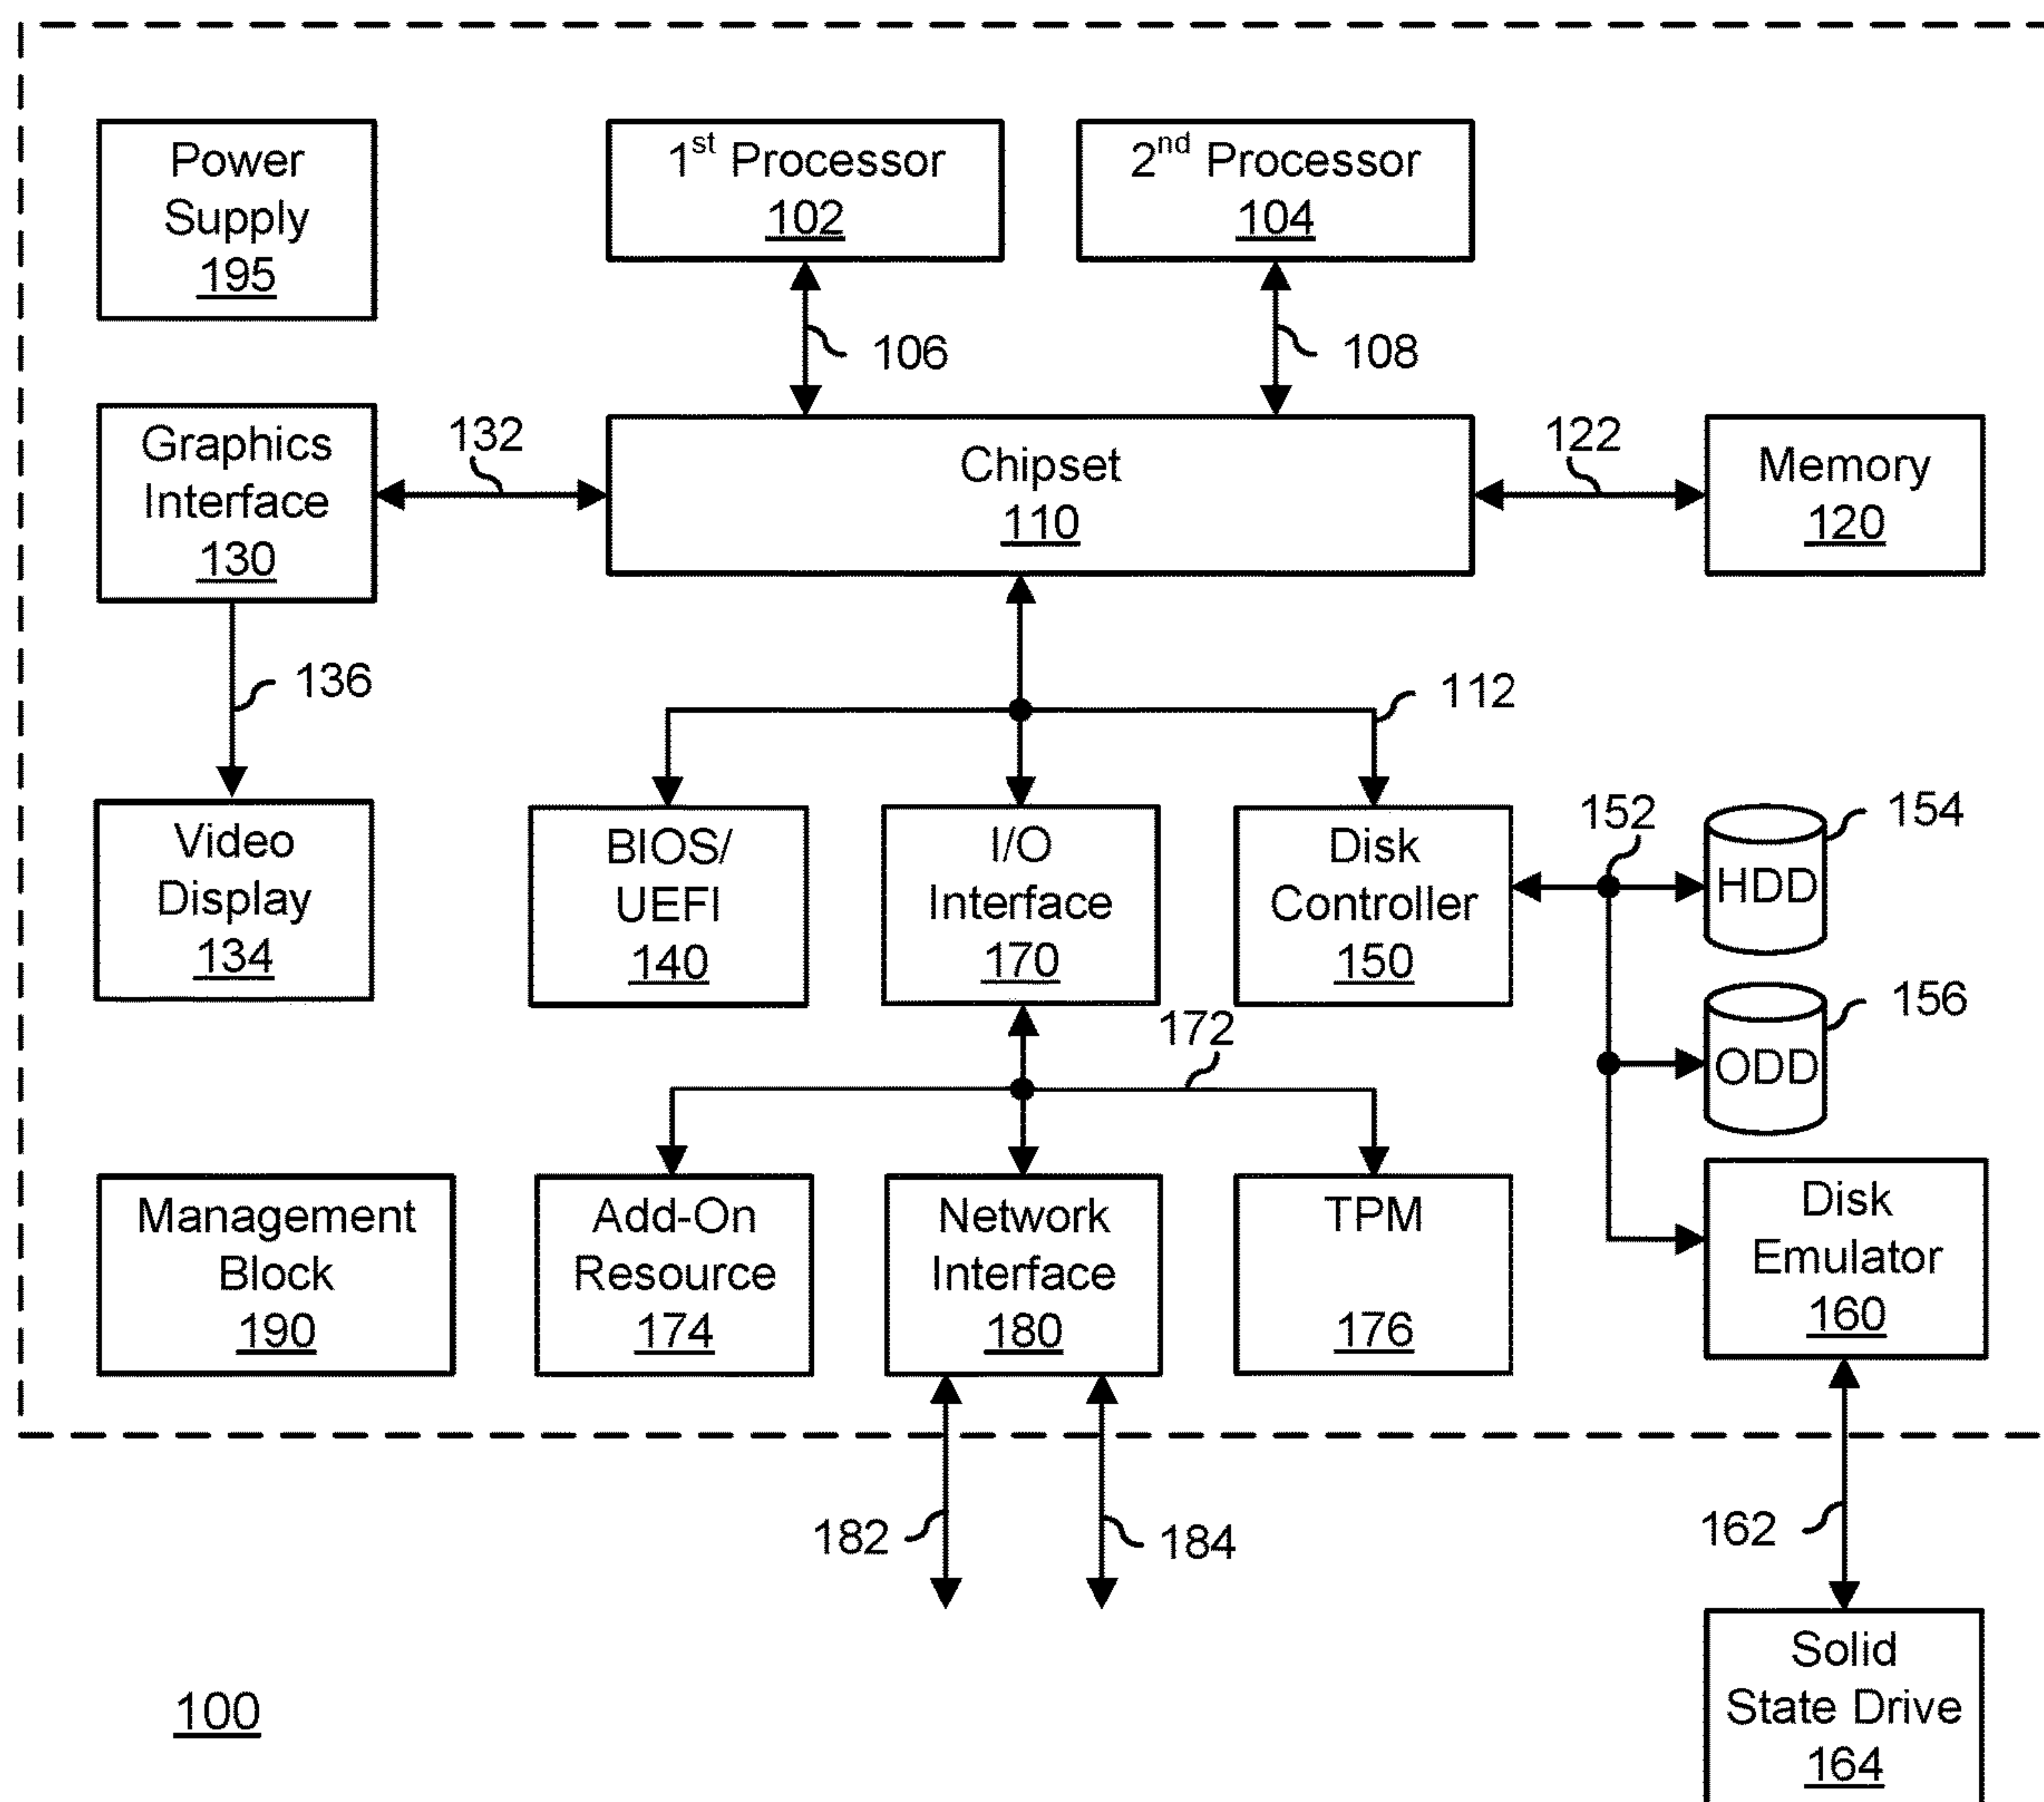 Power
Supply
195
1st Processor
102
2nd Processor
104
106
108
Graphics
Interface
130
132
Chipset
110
122
Memory
120
136
112
Video
Display
134
BIOS/
UEFI
140
I/O
Interface
170
Disk
Controller
150
152
154
HDD
156
ODD
172
Management
Block
190
Add-On
Resource
174
Network
Interface
180
TPM
176
Disk
Emulator
160
182
184
162
Solid
State Drive
164
100